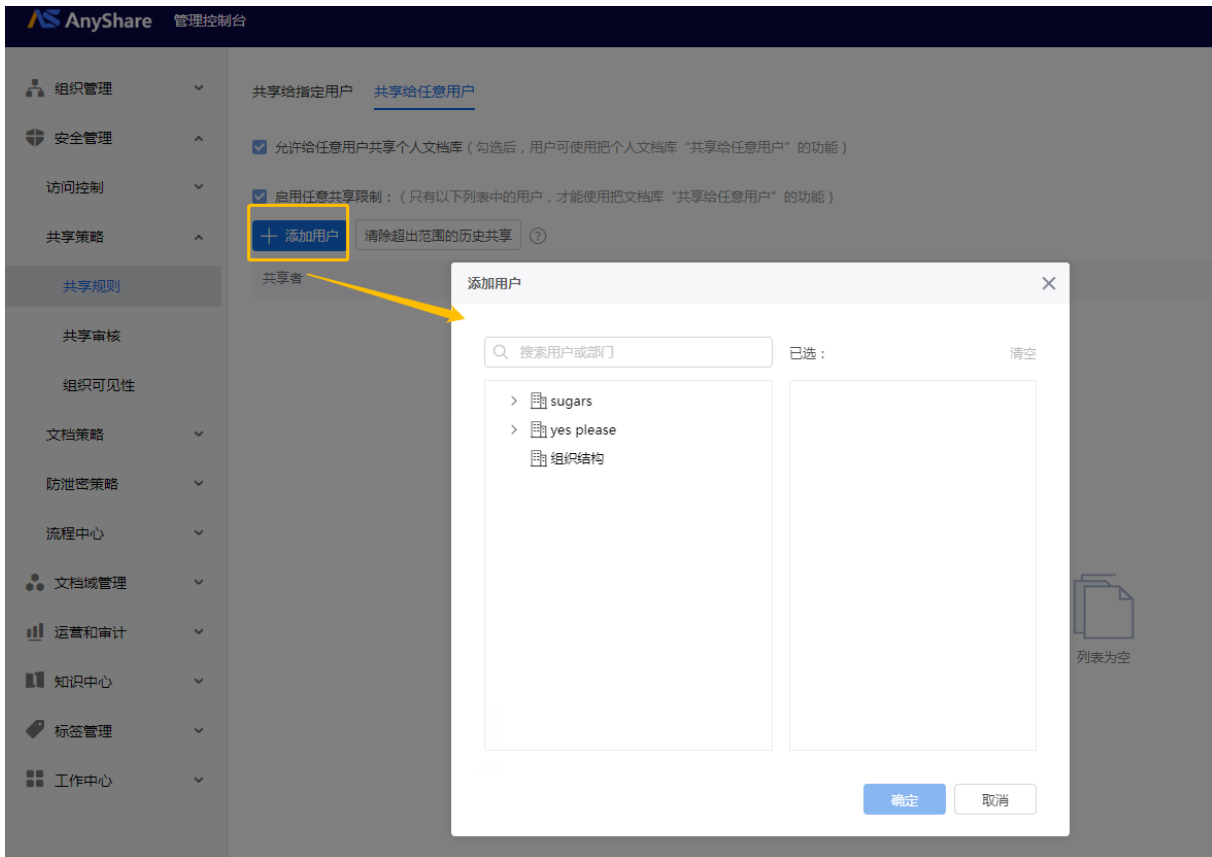 AnyShare 管理控制台
组织管理
安全管理
访问控制
共享策略
共享规则
共享审核
组织可见性
文档策略
防泄密策略
流程中心
文档域管理
运营和审计
知识中心
标签管理
工作中心
共享给指定用户 共享给任意用户
允许给任意用户共享个人文档库（勾选后，用户可使用把个人文档库“共享给任意用户”的功能）
启用任意共享限制：（只有以下列表中的用户，才能使用把文档库“共享给任意用户”的功能）
添加用户 清除超出范围的历史共享 ?
共享者
添加用户
搜索用户或部门 已选： 清空
sugars
yes please
组织结构
列表为空
确定 取消